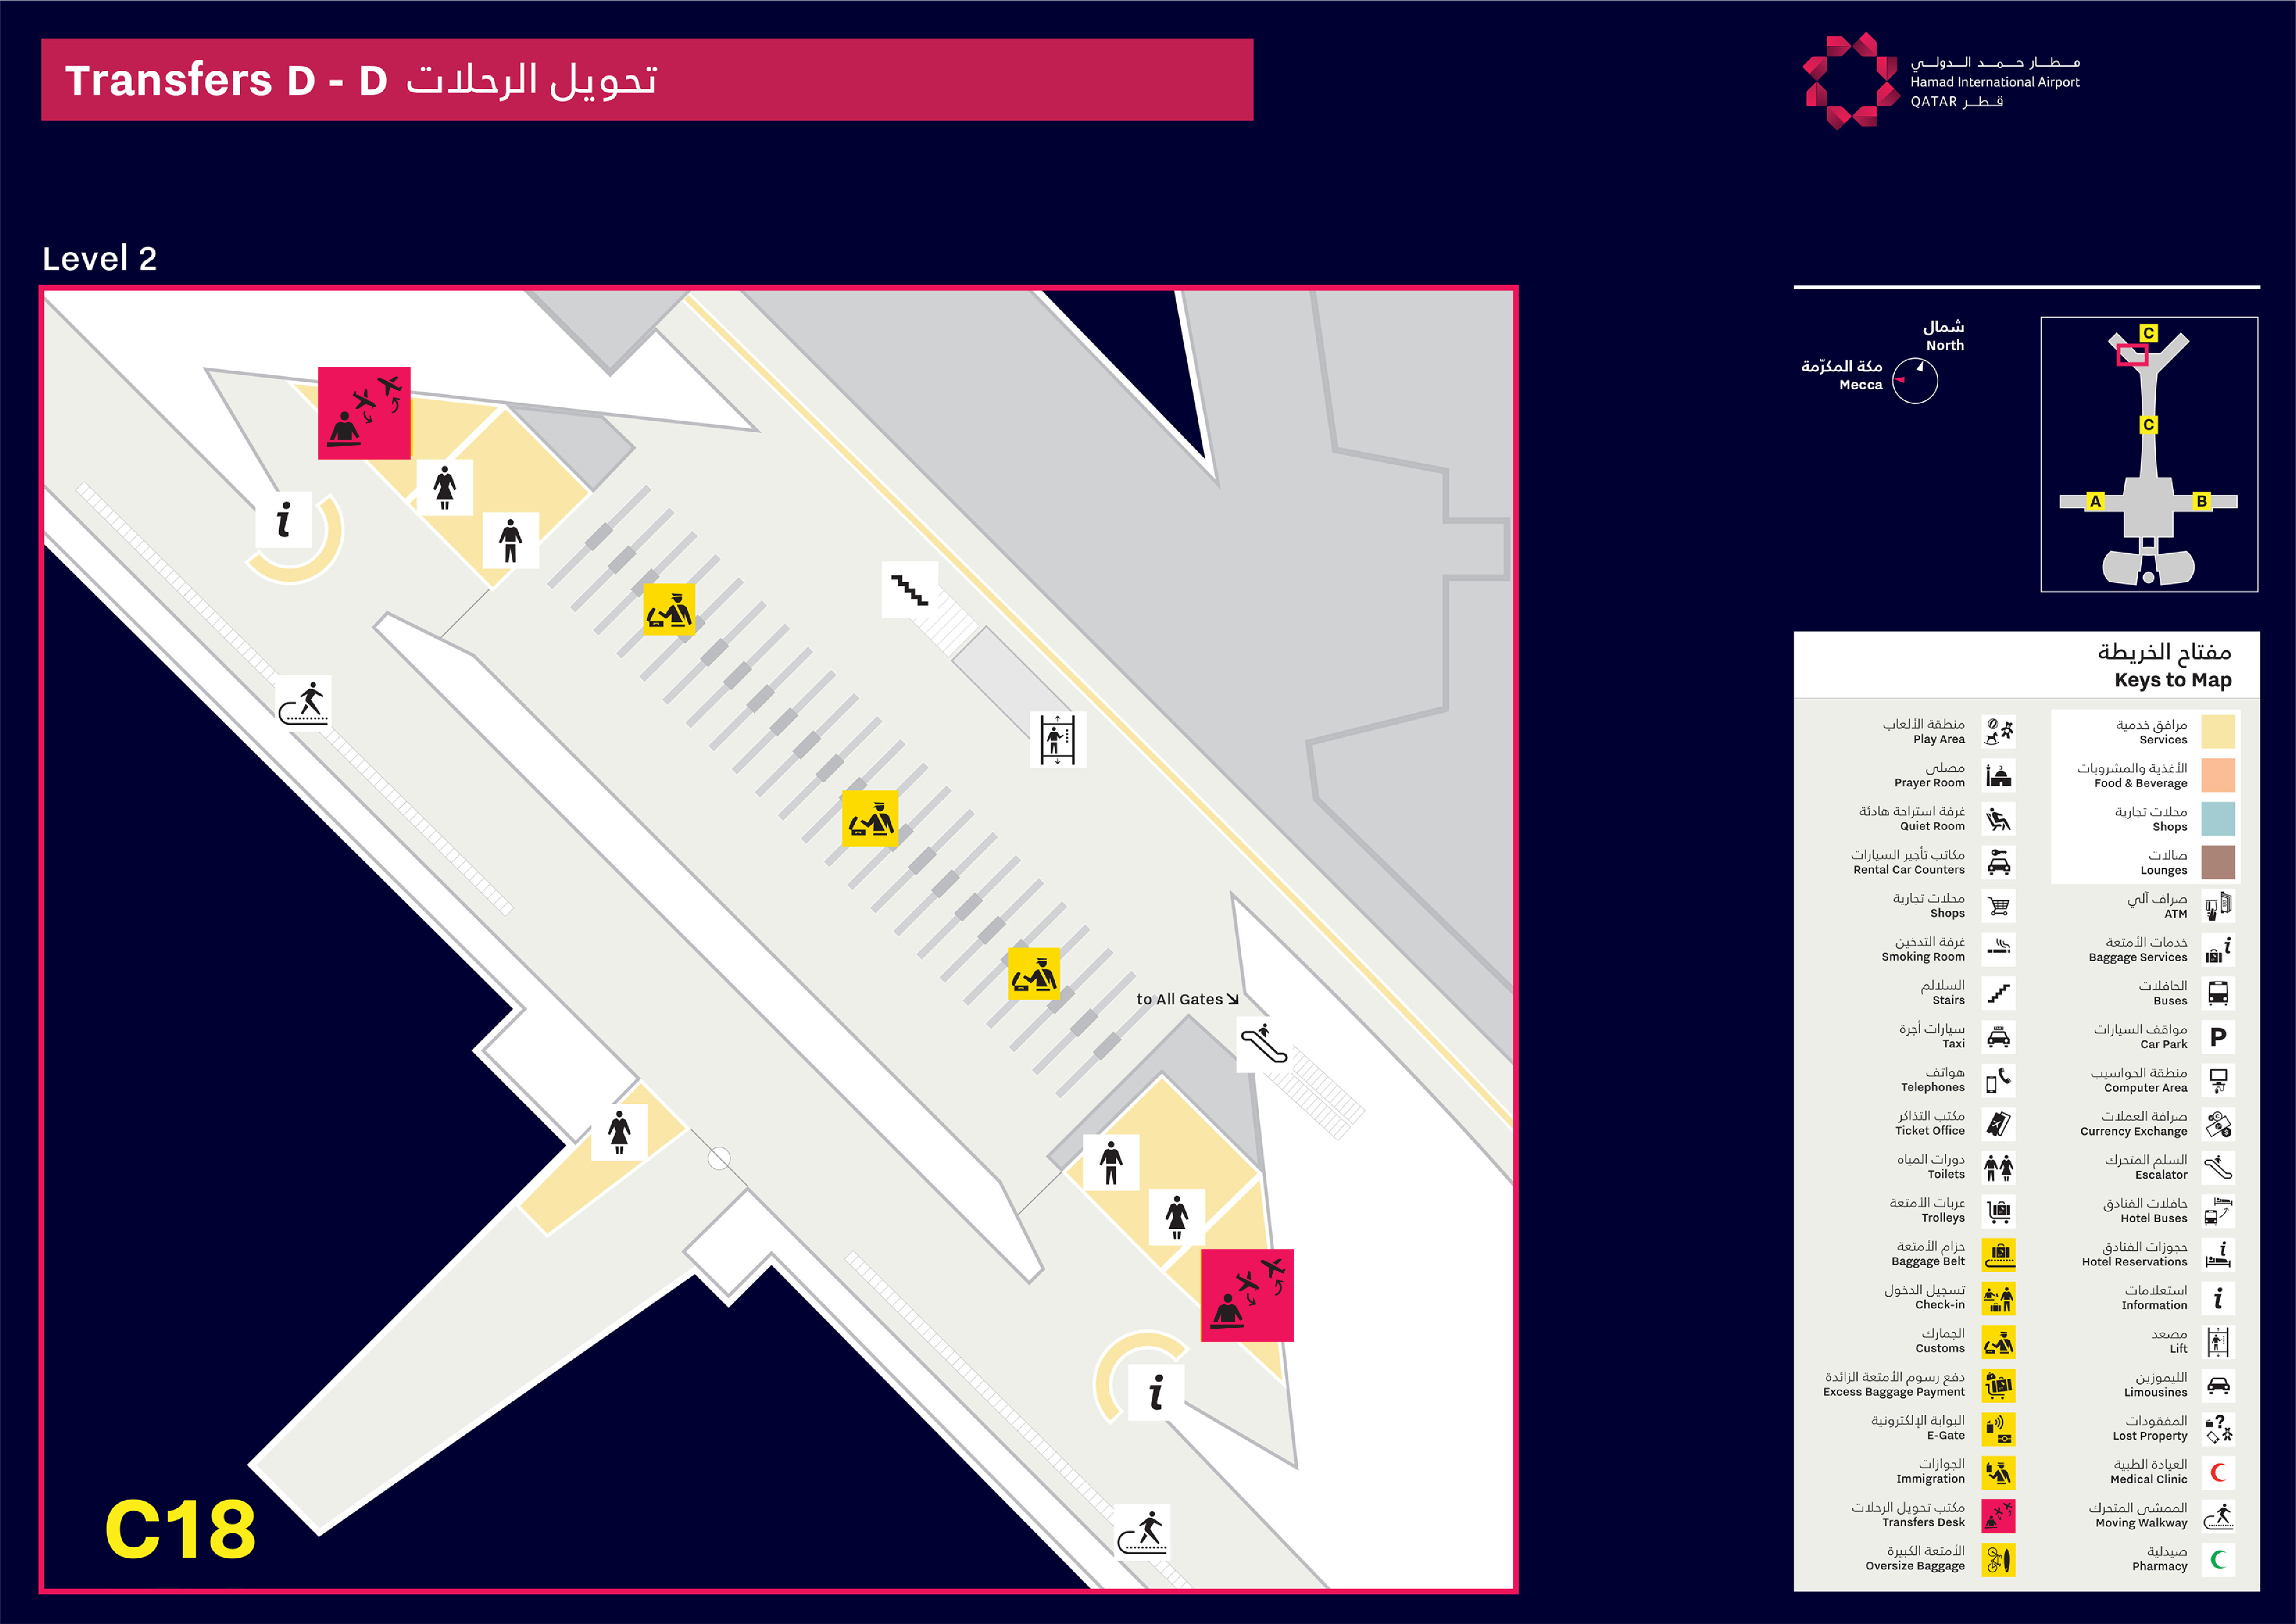 Transfers D - D تحويل الرحلات
مـطـار حـمـد الـدولـي
Hamad International Airport
QATAR قـطـر
Level 2
to All Gates
C18
شمال
North
مكة المكرّمة
Mecca
C
C
A
B
مفتاح الخريطة
Keys to Map
منطقة الألعاب
Play Area
مصلى
Prayer Room
غرفة استراحة هادئة
Quiet Room
مكاتب تأجير السيارات
Rental Car Counters
محلات تجارية
Shops
غرفة التدخين
Smoking Room
السلالم
Stairs
سيارات أجرة
Taxi
هواتف
Telephones
مكتب التذاكر
Ticket Office
دورات المياه
Toilets
عربات الأمتعة
Trolleys
حزام الأمتعة
Baggage Belt
تسجيل الدخول
Check-in
الجمارك
Customs
دفع رسوم الأمتعة الزائدة
Excess Baggage Payment
البوابة الإلكترونية
E-Gate
الجوازات
Immigration
مكتب تحويل الرحلات
Transfers Desk
الأمتعة الكبيرة
Oversize Baggage
مرافق خدمية
Services
الأغذية والمشروبات
Food & Beverage
محلات تجارية
Shops
صالات
Lounges
صراف آلي
ATM
خدمات الأمتعة
Baggage Services
الحافلات
Buses
مواقف السيارات
Car Park
P
منطقة الحواسيب
Computer Area
صرافة العملات
Currency Exchange
السلم المتحرك
Escalator
حافلات الفنادق
Hotel Buses
حجوزات الفنادق
Hotel Reservations
استعلامات
Information
مصعد
Lift
الليموزين
Limousines
المفقودات
Lost Property
العيادة الطبية
Medical Clinic
الممشى المتحرك
Moving Walkway
صيدلية
Pharmacy